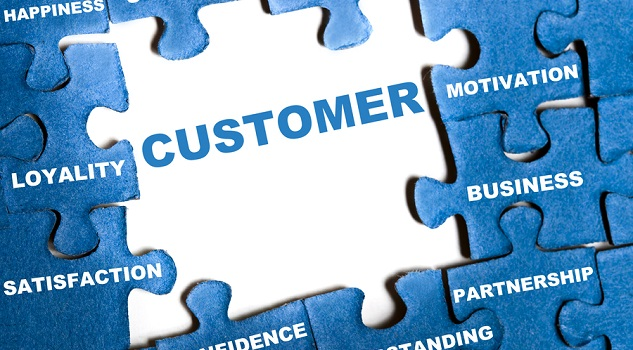 HAPPINESS
MOTIVATION
CUSTOMER
LOYALITY
BUSINESS
SATISFACTION
PARTNERSHIP